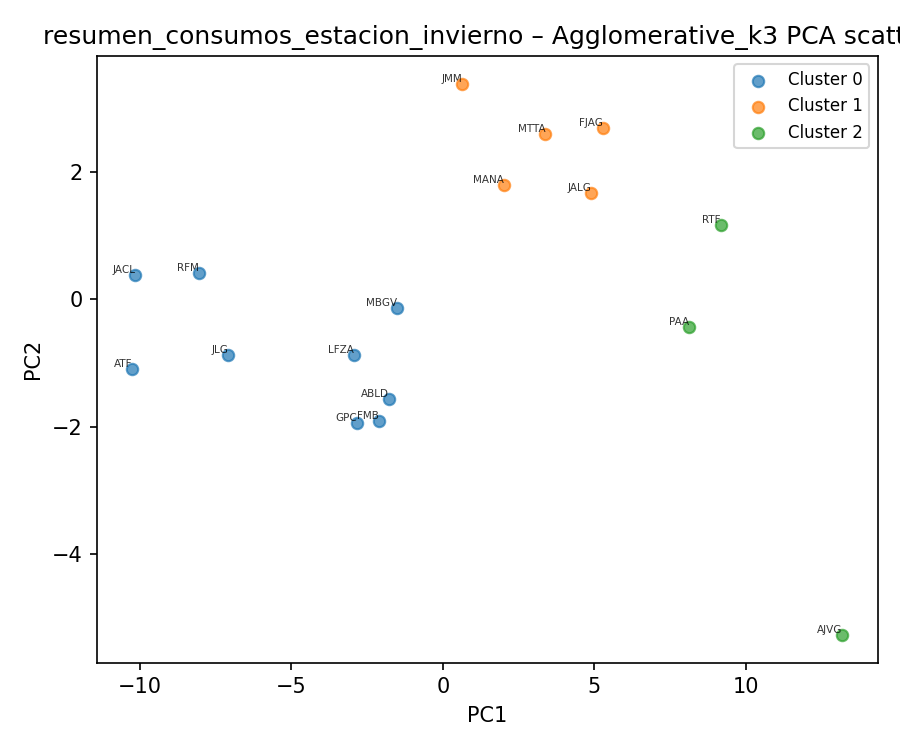 resumen_consumos_estacion_invierno – Agglomerative_k3 PCA scatt
Cluster 0
Cluster 1
Cluster 2
JMM
MTTA
FJAG
MANA
JALG
RTF
JACL
RFM
MBGV
PAA
ATF
JLG
LFZA
ABLD
GPC
FMB
AJVG
2
0
−2
−4
PC2
−10
−5
0
5
10
PC1